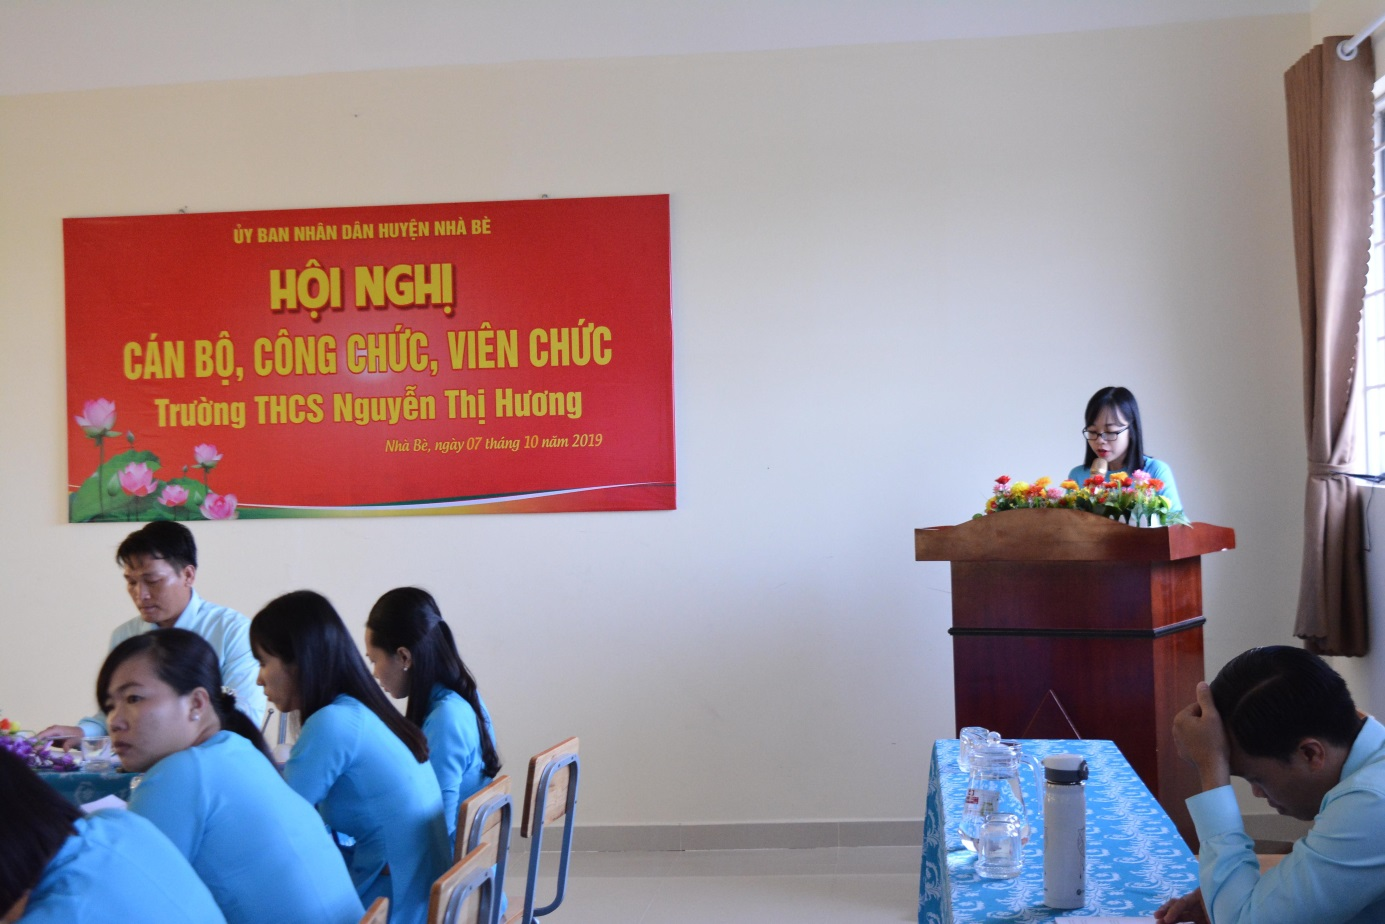 ỦY BAN NHÂN DÂN HUYỆN NHÀ BÈ
HỘI NGHỊ
CÁN BỘ, CÔNG CHỨC, VIÊN CHỨC
Trường THCS Nguyễn Thị Hương
Nhà Bè, ngày 07 tháng 10 năm 2019